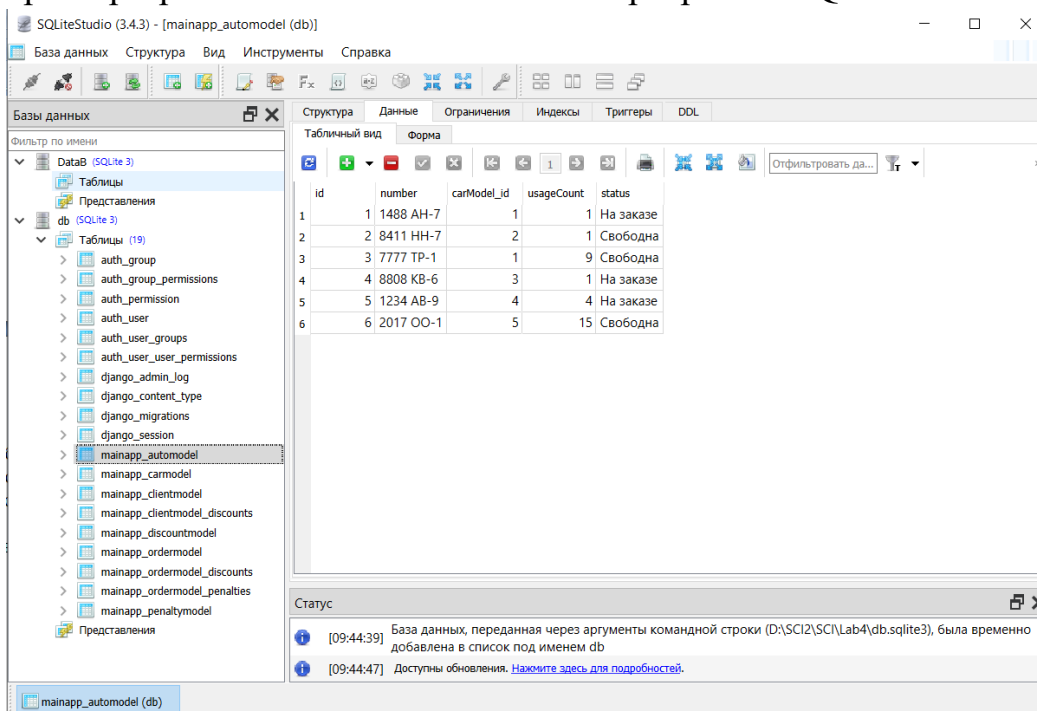 SQLiteStudio (3.4.3) - [mainapp_automodel (db)]
База данных Структура Вид Инструменты Справка
Базы данных
Фильтр по имени
DataB (SQLite 3)
Таблицы
Представления
db (SQLite 3)
Таблицы (19)
auth_group
auth_group_permissions
auth_permission
auth_user
auth_user_groups
auth_user_user_permissions
django_admin_log
django_content_type
django_migrations
django_session
mainapp_automodel
mainapp_carmodel
mainapp_clientmodel
mainapp_clientmodel_discounts
mainapp_discountmodel
mainapp_ordermodel
mainapp_ordermodel_discounts
mainapp_ordermodel_penalties
mainapp_penaltymodel
Представления
Структура Данные Ограничения Индексы Триггеры DDL
Табличный вид Форма
1 Отфильтровать да...
id number carModel_id usageCount status
1 1 1488 АН-7 1 1 На заказе
2 2 8411 НН-7 2 1 Свободна
3 3 7777 ТР-1 1 9 Свободна
4 4 8808 КВ-6 3 1 На заказе
5 5 1234 АВ-9 4 4 На заказе
6 6 2017 ОО-1 5 15 Свободна
Статус
[09:44:39] База данных, переданная через аргументы командной строки (D:\SCI2\SCI\Lab4\db.sqlite3), была временно
добавлена в список под именем db
[09:44:47] Доступны обновления. Нажмите здесь для подробностей.
mainapp_automodel (db)